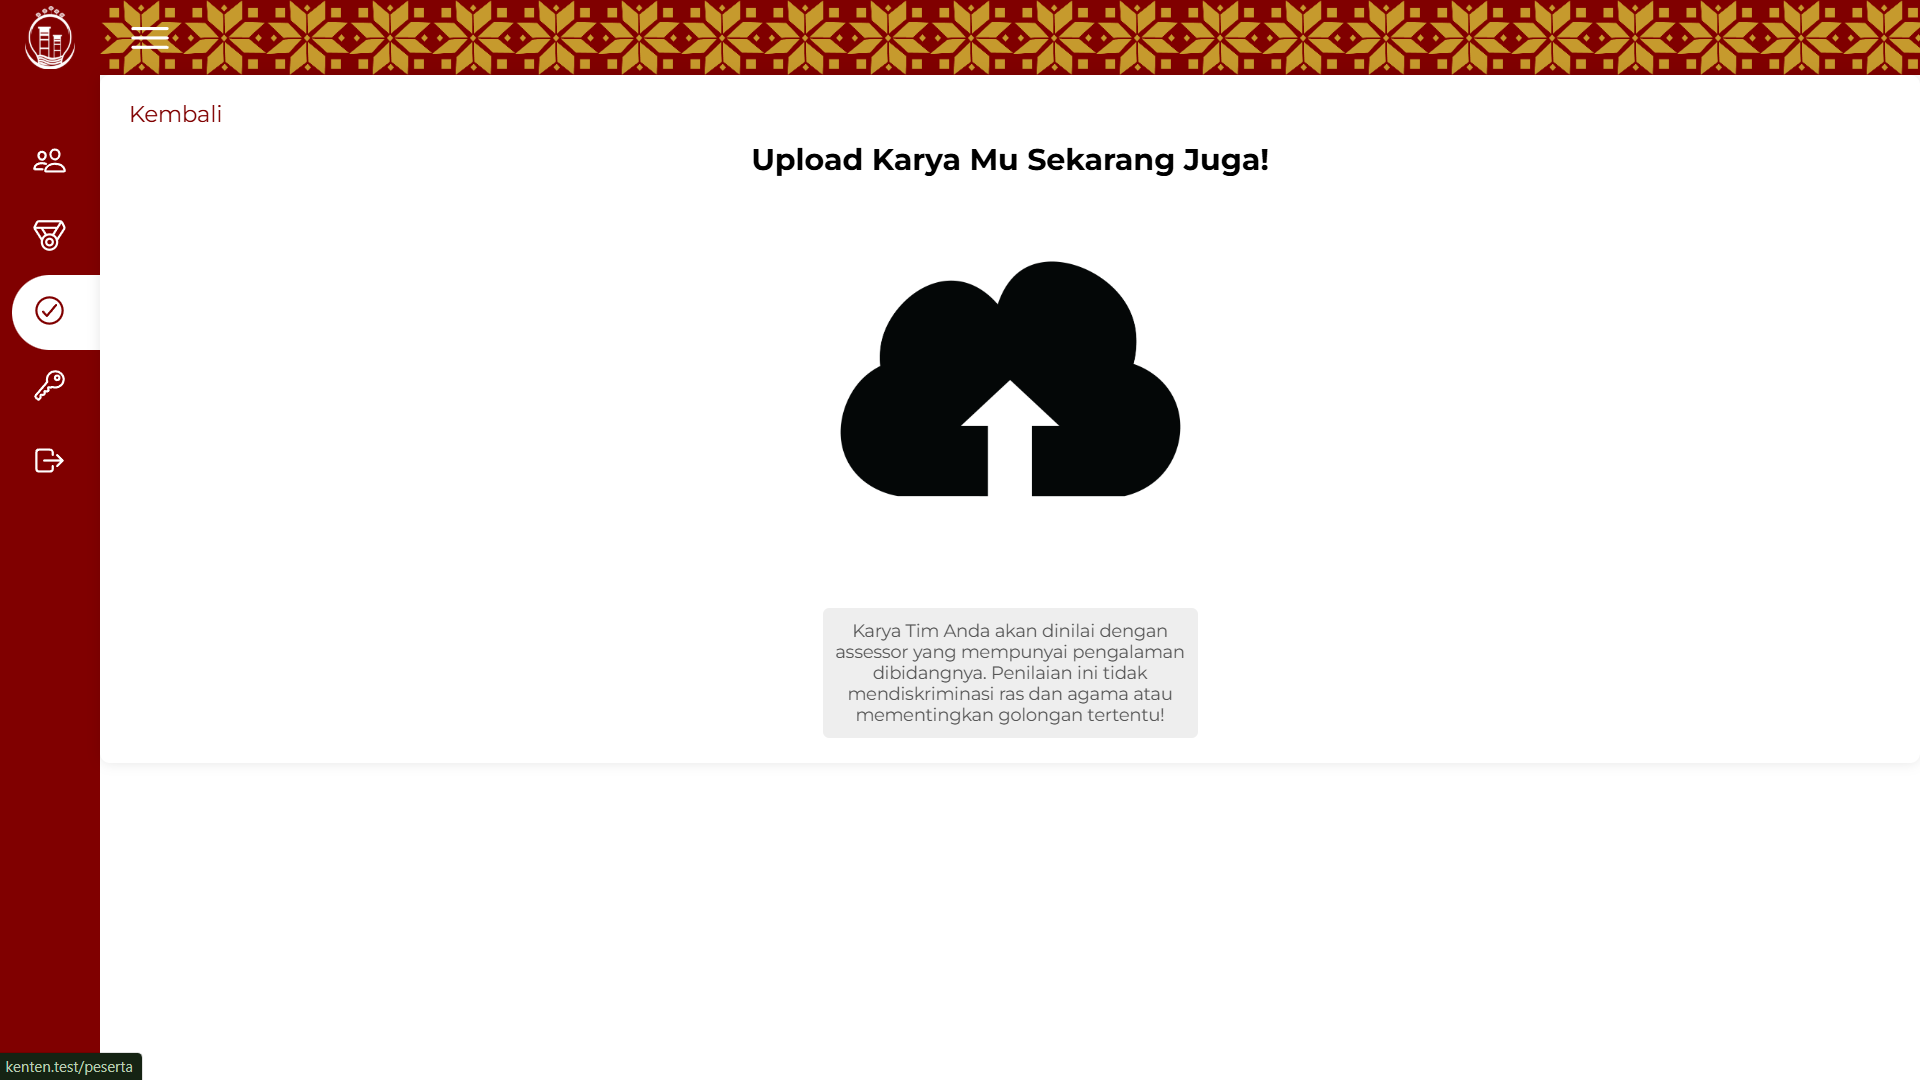 Kembali
Upload Karya Mu Sekarang Juga!
Karya Tim Anda akan dinilai dengan
assessor yang mempunyai pengalaman
dibidangnya. Penilaian ini tidak
mendiskriminasi ras dan agama atau
mementingkan golongan tertentu!
kenten.test/peserta